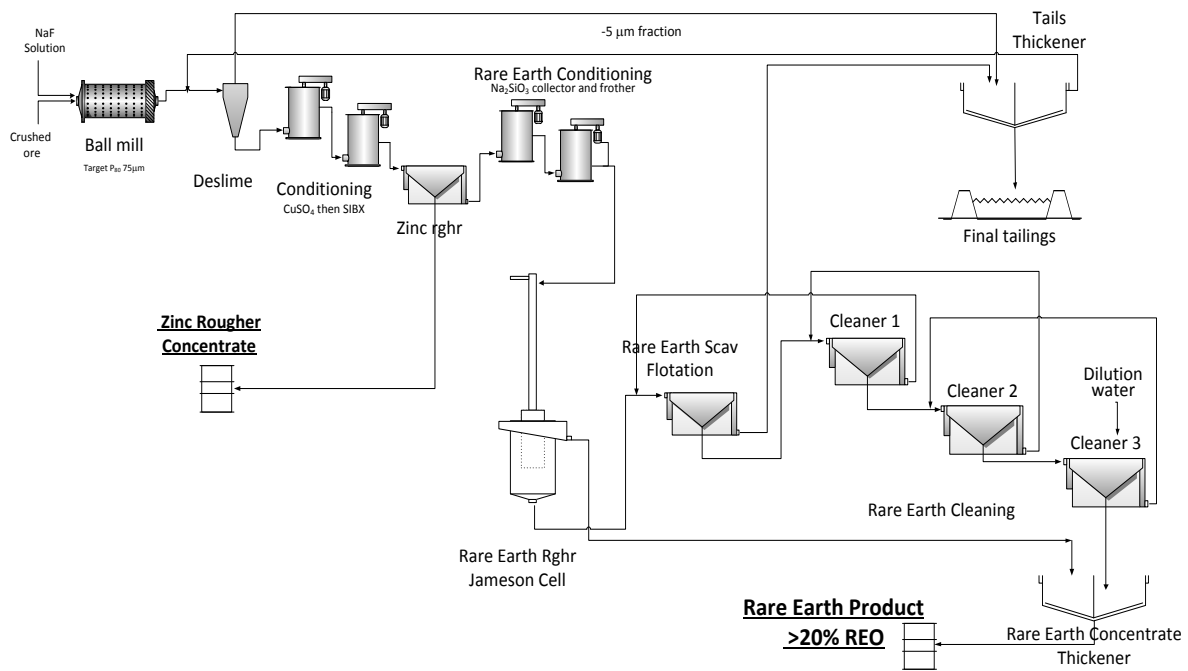 NaF
Solution
Crushed
ore
Ball mill
Target P₈₀ 75µm
-5 µm fraction
Deslime
Conditioning
CuSO₄ then SIBX
Zinc rghr
Rare Earth Conditioning
Na₂SiO₃ collector and frother
Tails
Thickener
Final tailings
Zinc Rougher
Concentrate
Rare Earth Rghr
Jameson Cell
Rare Earth Scav
Flotation
Cleaner 1
Cleaner 2
Dilution
water
Cleaner 3
Rare Earth Cleaning
Rare Earth Product
>20% REO
Rare Earth Concentrate
Thickener